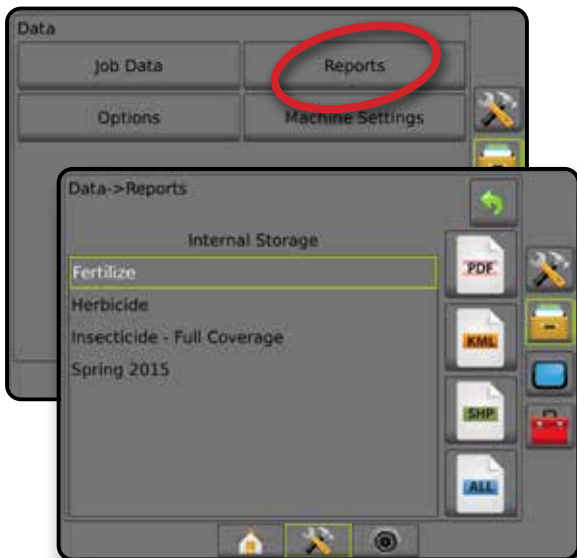 Data
Job Data
Reports
Options
Machine Settings
Data->Reports
Internal Storage
Fertilize
Herbicide
Insecticide - Full Coverage
Spring 2015
PDF
KML
SHP
ALL